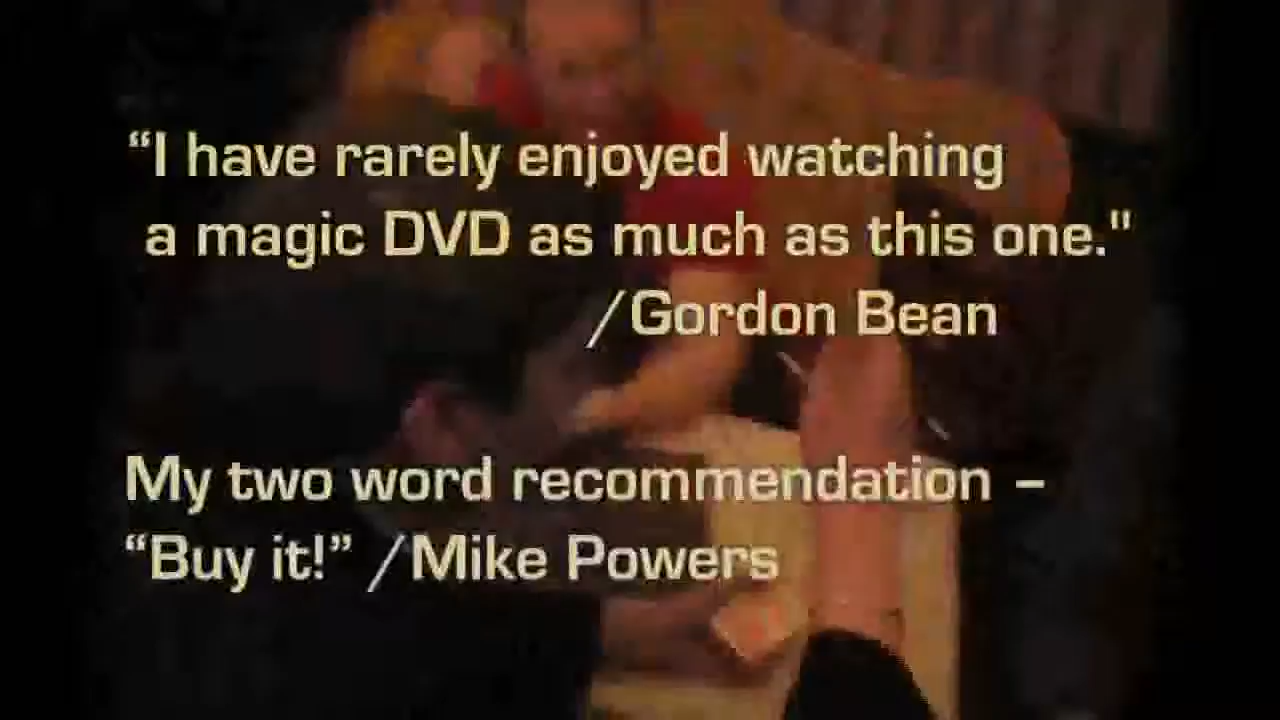 “I have rarely enjoyed watching
a magic DVD as much as this one."
/Gordon Bean
My two word recommendation –
“Buy it!” /Mike Powers